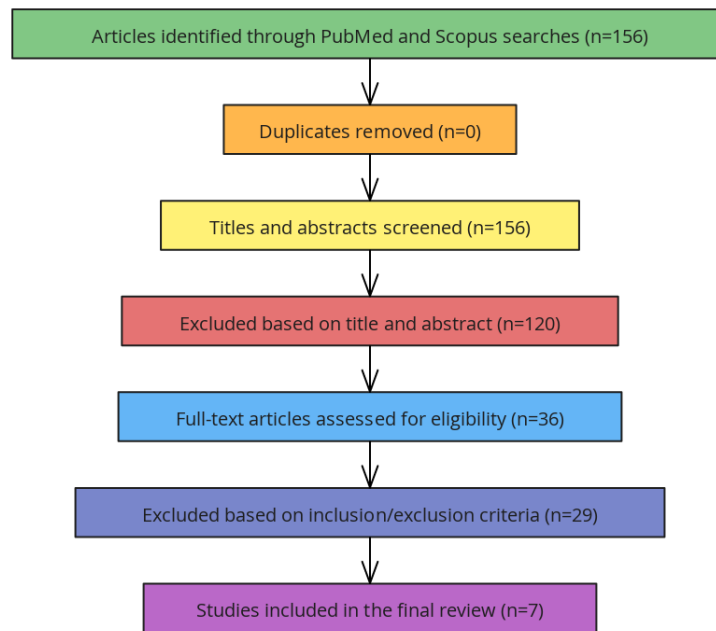 Articles identified through PubMed and Scopus searches (n=156)
Duplicates removed (n=0)
Titles and abstracts screened (n=156)
Excluded based on title and abstract (n=120)
Full-text articles assessed for eligibility (n=36)
Excluded based on inclusion/exclusion criteria (n=29)
Studies included in the final review (n=7)